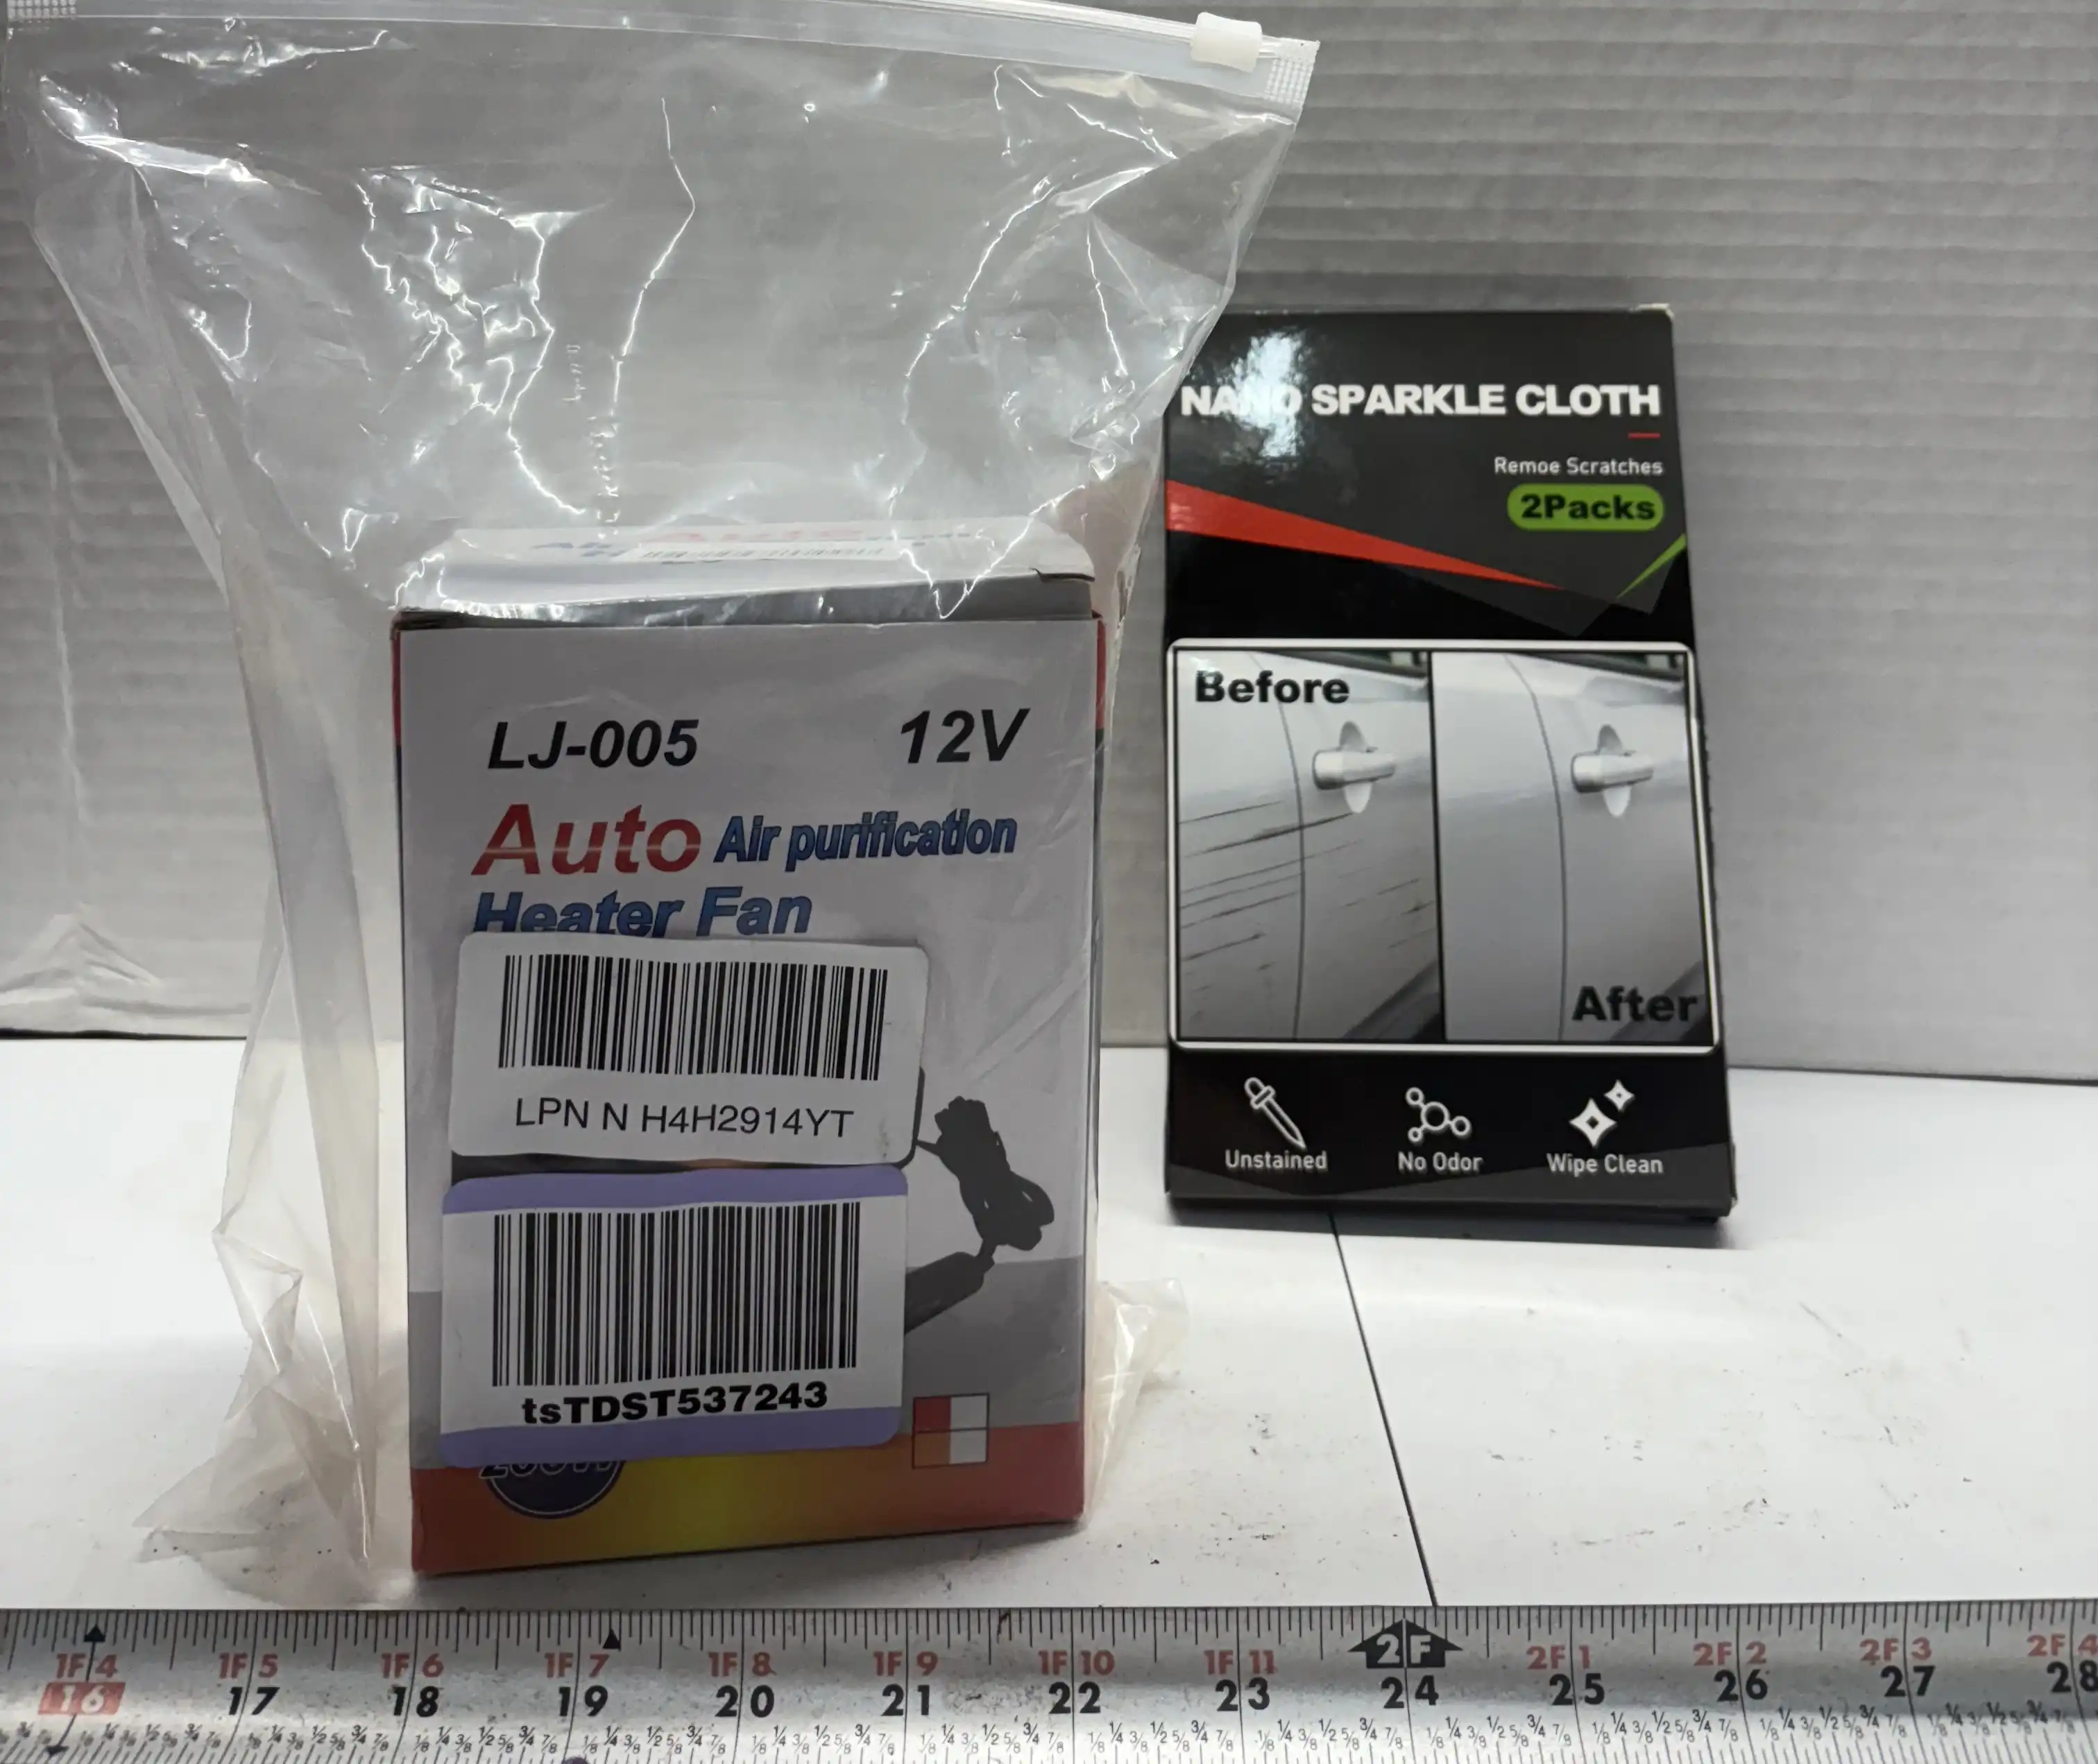 LJ-005 12V
Auto Air purification
Heater Fan
LPN N H4H2914YT
tsTDST537243
NANO SPARKLE CLOTH
Remoe Scratches
2Packs
Before
After
Unstained No Odor Wipe Clean
1F 4 1F 5 1F 6 1F 7 1F 8 1F 9 1F 10 1F 11 2F 2F 1 2F 2 2F 3 2F 4
16 17 18 19 20 21 22 23 24 25 26 27 28